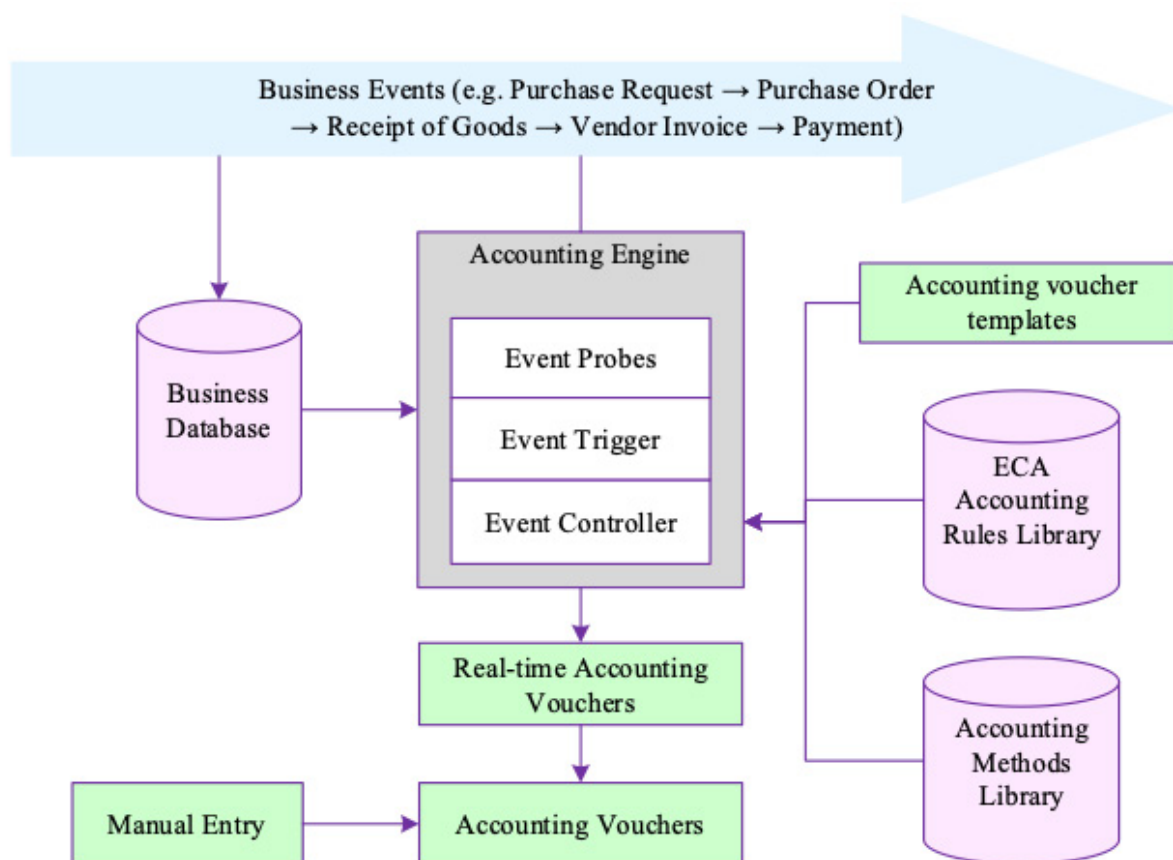 Business Events (e.g. Purchase Request → Purchase Order
→ Receipt of Goods → Vendor Invoice → Payment)
Accounting Engine
Accounting voucher
templates
Event Probes
Business
Database
Event Trigger
ECA
Accounting
Rules Library
Event Controller
Real-time Accounting
Vouchers
Accounting
Methods
Library
Manual Entry
Accounting Vouchers